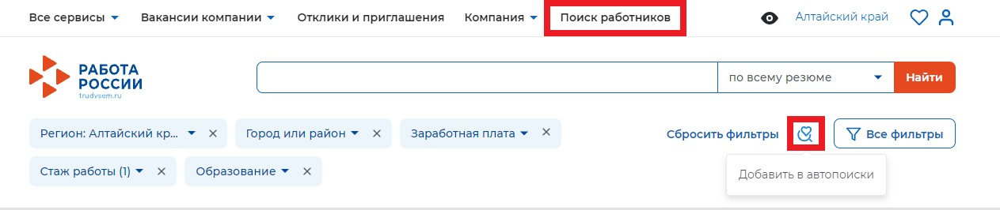 Все сервисы Вакансии компании Отклики и приглашения Компания Поиск работников Алтайский край
РАБОТА РОССИИ
trudvsem.ru
по всему резюме Найти
Регион: Алтайский кр... Город или район Заработная плата Сбросить фильтры Все фильтры
Стаж работы (1) Образование
Добавить в автопоиски